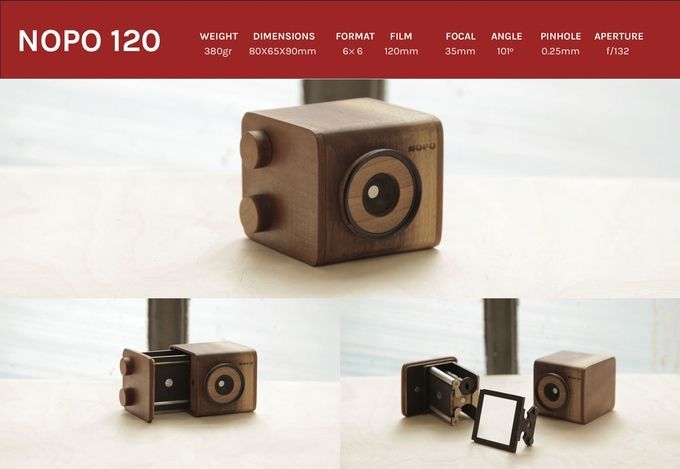 NOPO 120
WEIGHT DIMENSIONS FORMAT FILM FOCAL ANGLE PINHOLE APERTURE
380gr 80X65X90mm 6x 6 120mm 35mm 101º 0.25mm f/132
NOPO